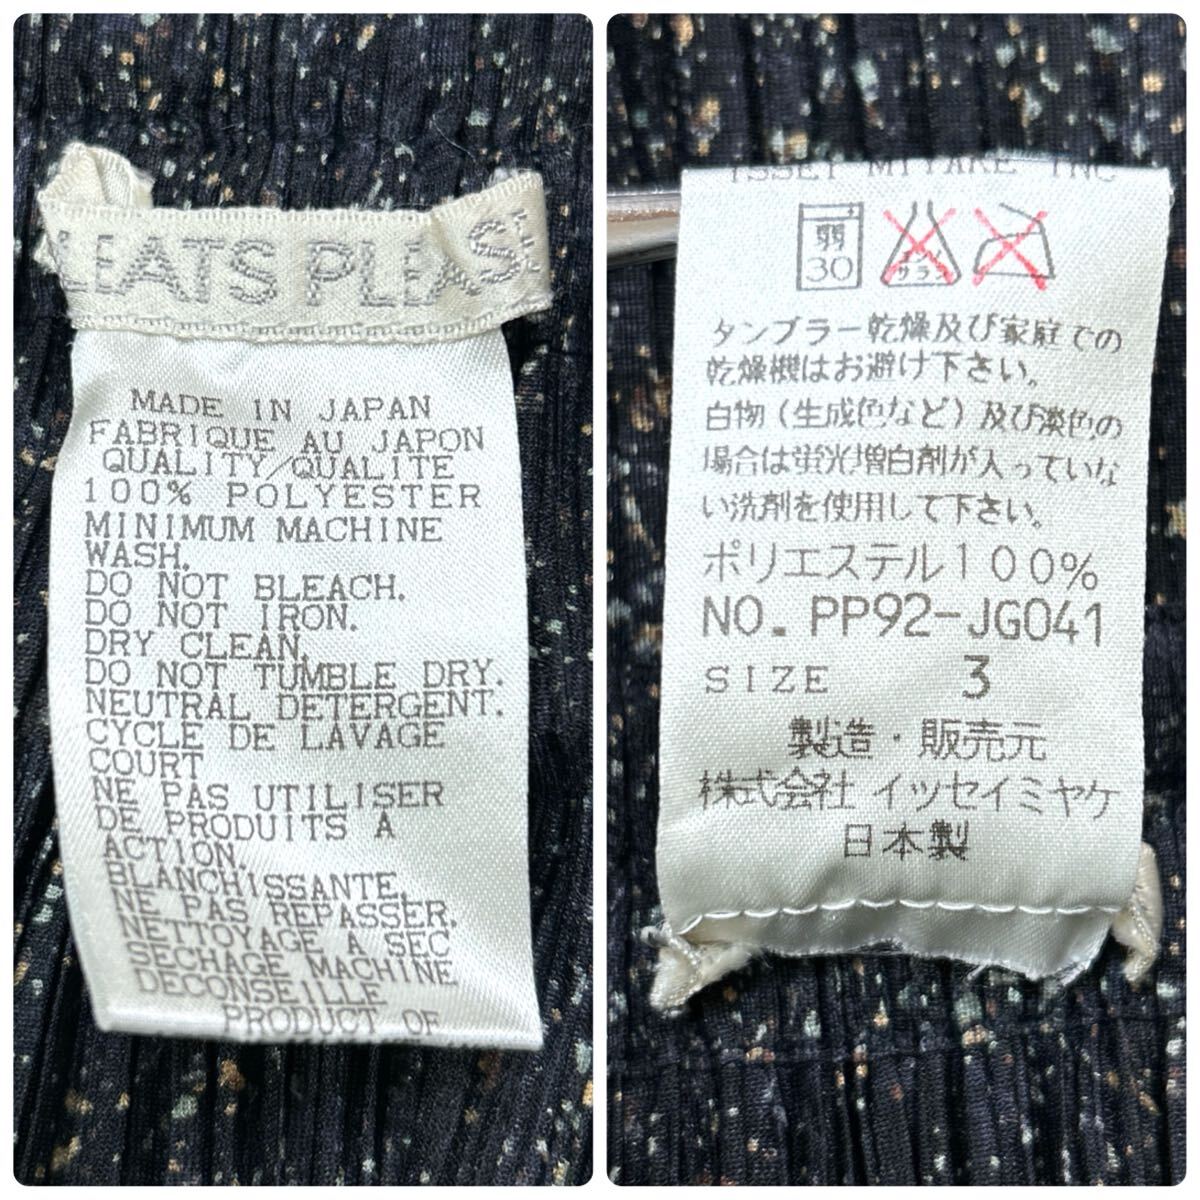 LEATS PLEASE
MADE IN JAPAN
FABRIQUE AU JAPON
QUALITY/QUALITE
100% POLYESTER
MINIMUM MACHINE
WASH.
DO NOT BLEACH.
DO NOT IRON.
DRY CLEAN,
DO NOT TUMBLE DRY.
NEUTRAL DETERGENT.
CYCLE DE LAVAGE
COURT
NE PAS UTILISER
DE PRODUITS A
ACTION.
BLANCHISSANTE,
NE PAS REPASSER.
NETTOYAGE A SEC
SECHAGE MACHINE
DECONSEILLE
PRODUCT OF
ISSEY MIYAKE INC
弱
30
エンソ
サラシ
タンブラー乾燥及び家庭での
乾燥機はお避け下さい。
白物(生成色など)及び淡色の
場合は蛍光増白剤が入っていな
い洗剤を使用して下さい。
ポリエステル100%
NO. PP92-JG041
SIZE 3
製造・販売元
株式会社 イッセイミヤケ
日本製